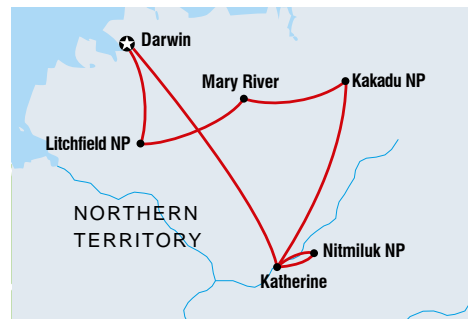 Darwin
Mary River
Kakadu NP
Litchfield NP
NORTHERN
TERRITORY
Nitmiluk NP
Katherine